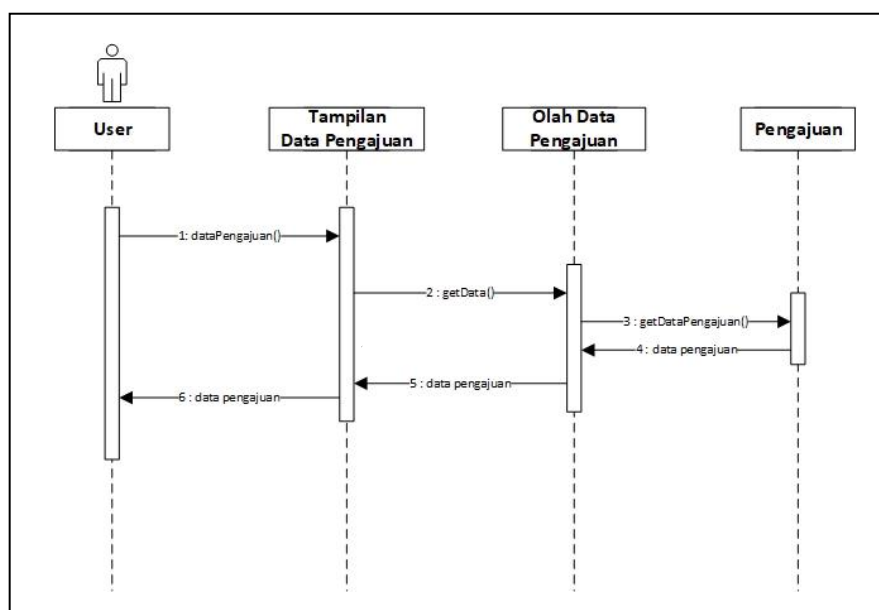 User
Tampilan
Data Pengajuan
Olah Data
Pengajuan
Pengajuan
1: dataPengajuan()
2 : getData()
3 : getDataPengajuan()
4 : data pengajuan
5 : data pengajuan
6 : data pengajuan